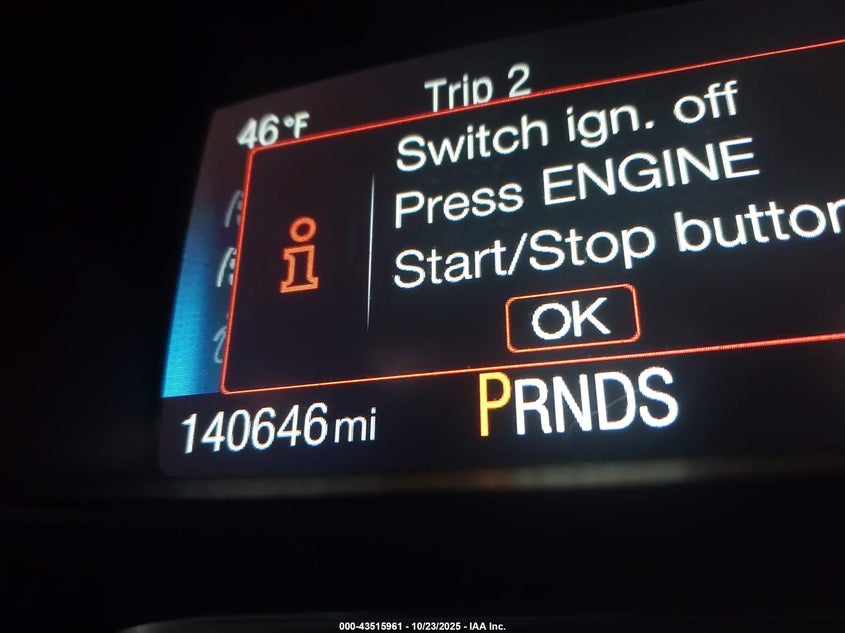 Trip 2
46°F
Switch ign. off
Press ENGINE
Start/Stop button
OK
140646 mi
PRNDS
000-43515961 - 10/23/2025 - IAA Inc.